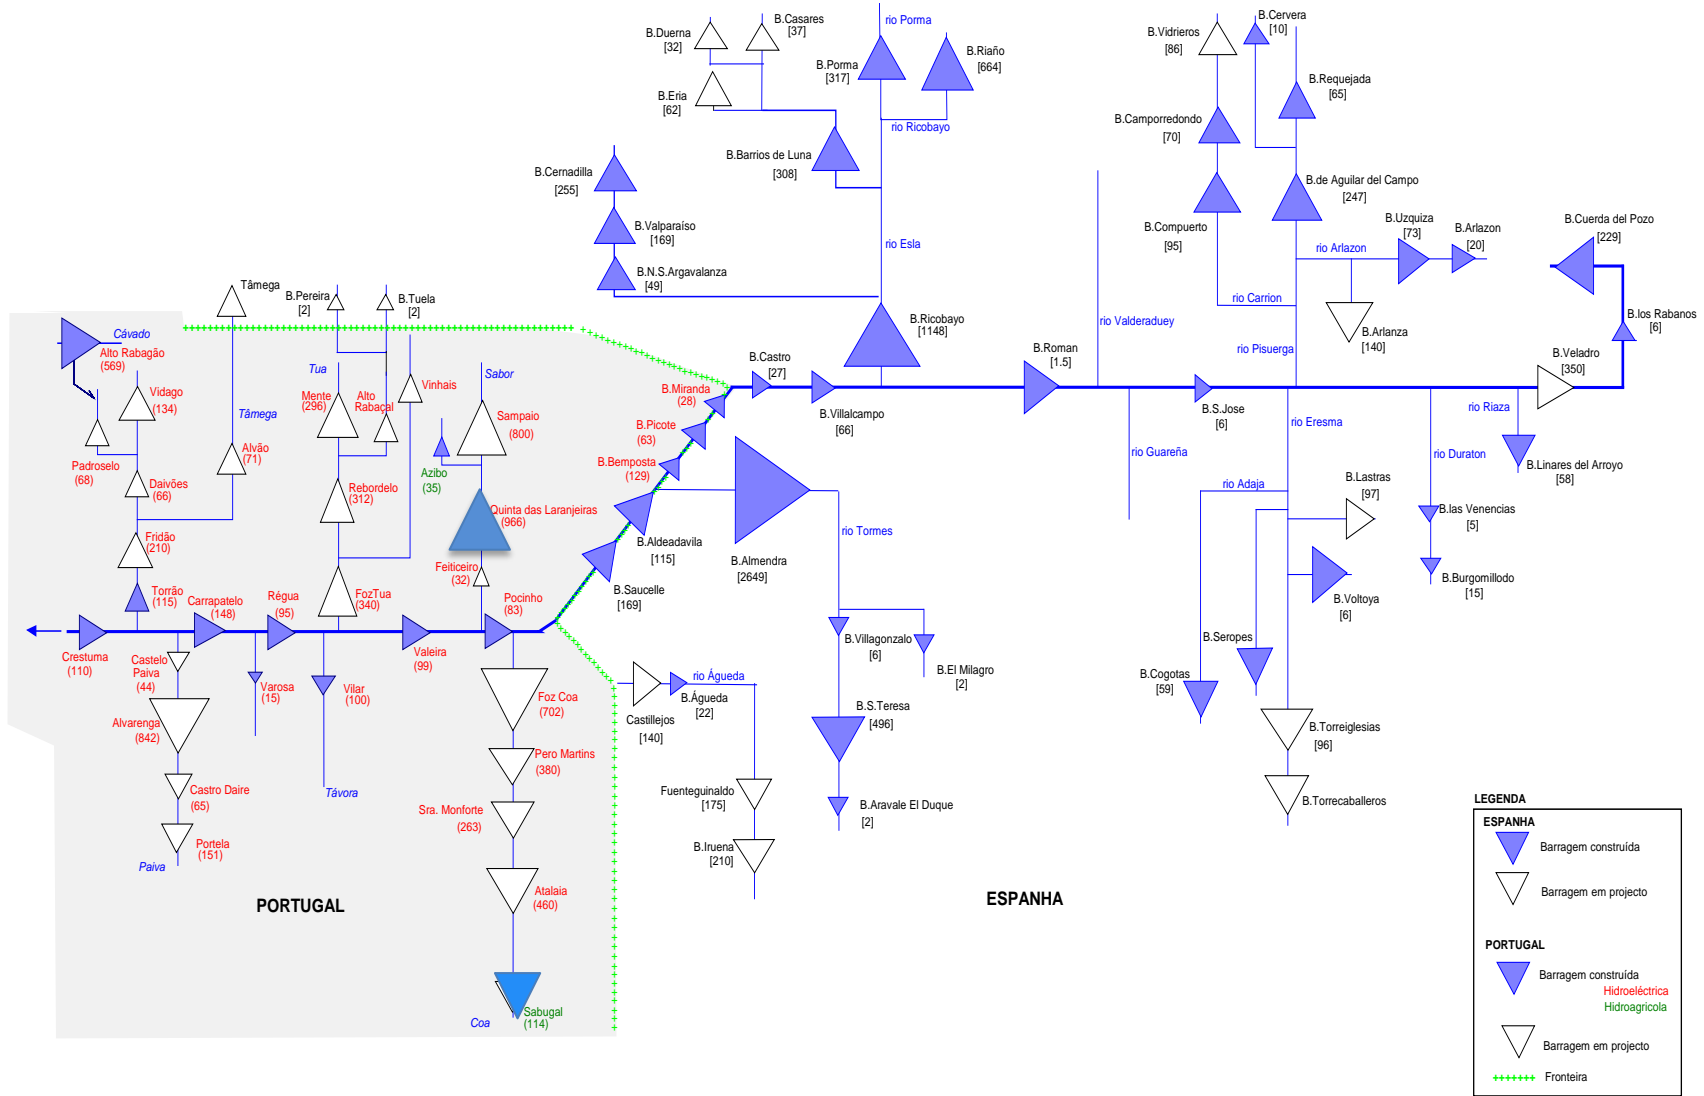 B.Duerna
[32]
B.Casares
[37]
rio Porma
B.Porma
[317]
B.Riaño
[664]
B.Eria
[62]
rio Ricobayo
B.Barrios de Luna
[308]
B.Cernadilla
[255]
B.Valparaíso
[169]
B.N.S.Argavalanza
[49]
rio Esla
B.Ricobayo
[1148]
B.Vidrieros
[86]
B.Cervera
[10]
B.Requejada
[65]
B.Camporredondo
[70]
B.de Aguilar del Campo
[247]
B.Compuerto
[95]
B.Uzquiza
[73]
B.Arlazon
[20]
rio Arlazon
B.Cuerda del Pozo
[229]
rio Carrion
B.Arlanza
[140]
B.los Rabanos
[6]
rio Valderaduey
rio Pisuerga
B.Roman
[1.5]
B.Veladro
[350]
B.Castro
[27]
B.Villalcampo
[66]
B.S.Jose
[6]
rio Eresma
rio Riaza
rio Guareña
rio Duraton
B.Linares del Arroyo
[58]
B.Lastras
[97]
rio Adaja
B.las Venencias
[5]
B.Burgomillodo
[15]
B.Voltoya
[6]
B.Seropes
B.Cogotas
[59]
B.Torreiglesias
[96]
B.Torrecaballeros
Tâmega
B.Pereira
[2]
B.Tuela
[2]
Cávado
Alto Rabagão
(569)
Vidago
(134)
Tâmega
Tua
Mente
(296)
Alto
Rabaçal
Vinhais
Sabor
Sampaio
(800)
B.Miranda
(28)
B.Picote
(63)
B.Bemposta
(129)
Padroselo
(68)
Daivões
(66)
Alvão
(71)
Rebordelo
(312)
Azibo
(35)
Quinta das Laranjeiras
(966)
Fridão
(210)
B.Aldeadavila
[115]
B.Almendra
[2649]
rio Tormes
Feiticeiro
(32)
B.Saucelle
[169]
Torrão
(115)
Carrapatelo
(148)
Régua
(95)
FozTua
(340)
Pocinho
(83)
Crestuma
(110)
Castelo
Paiva
(44)
Varosa
(15)
Vilar
(100)
Valeira
(99)
B.Villagonzalo
[6]
B.El Milagro
[2]
rio Águeda
B.Águeda
[22]
Castillejos
[140]
Foz Coa
(702)
Alvarenga
(842)
B.S.Teresa
[496]
Pero Martins
(380)
Castro Daire
(65)
Távora
Fuenteguinaldo
[175]
B.Aravale El Duque
[2]
Sra. Monforte
(263)
Portela
(151)
Paiva
B.Iruena
[210]
Atalaia
(460)
PORTUGAL
ESPANHA
Sabugal
(114)
Coa
LEGENDA
ESPANHA
Barragem construída
Barragem em projecto
PORTUGAL
Barragem construída
Hidroeléctrica
Hidroagricola
Barragem em projecto
Fronteira